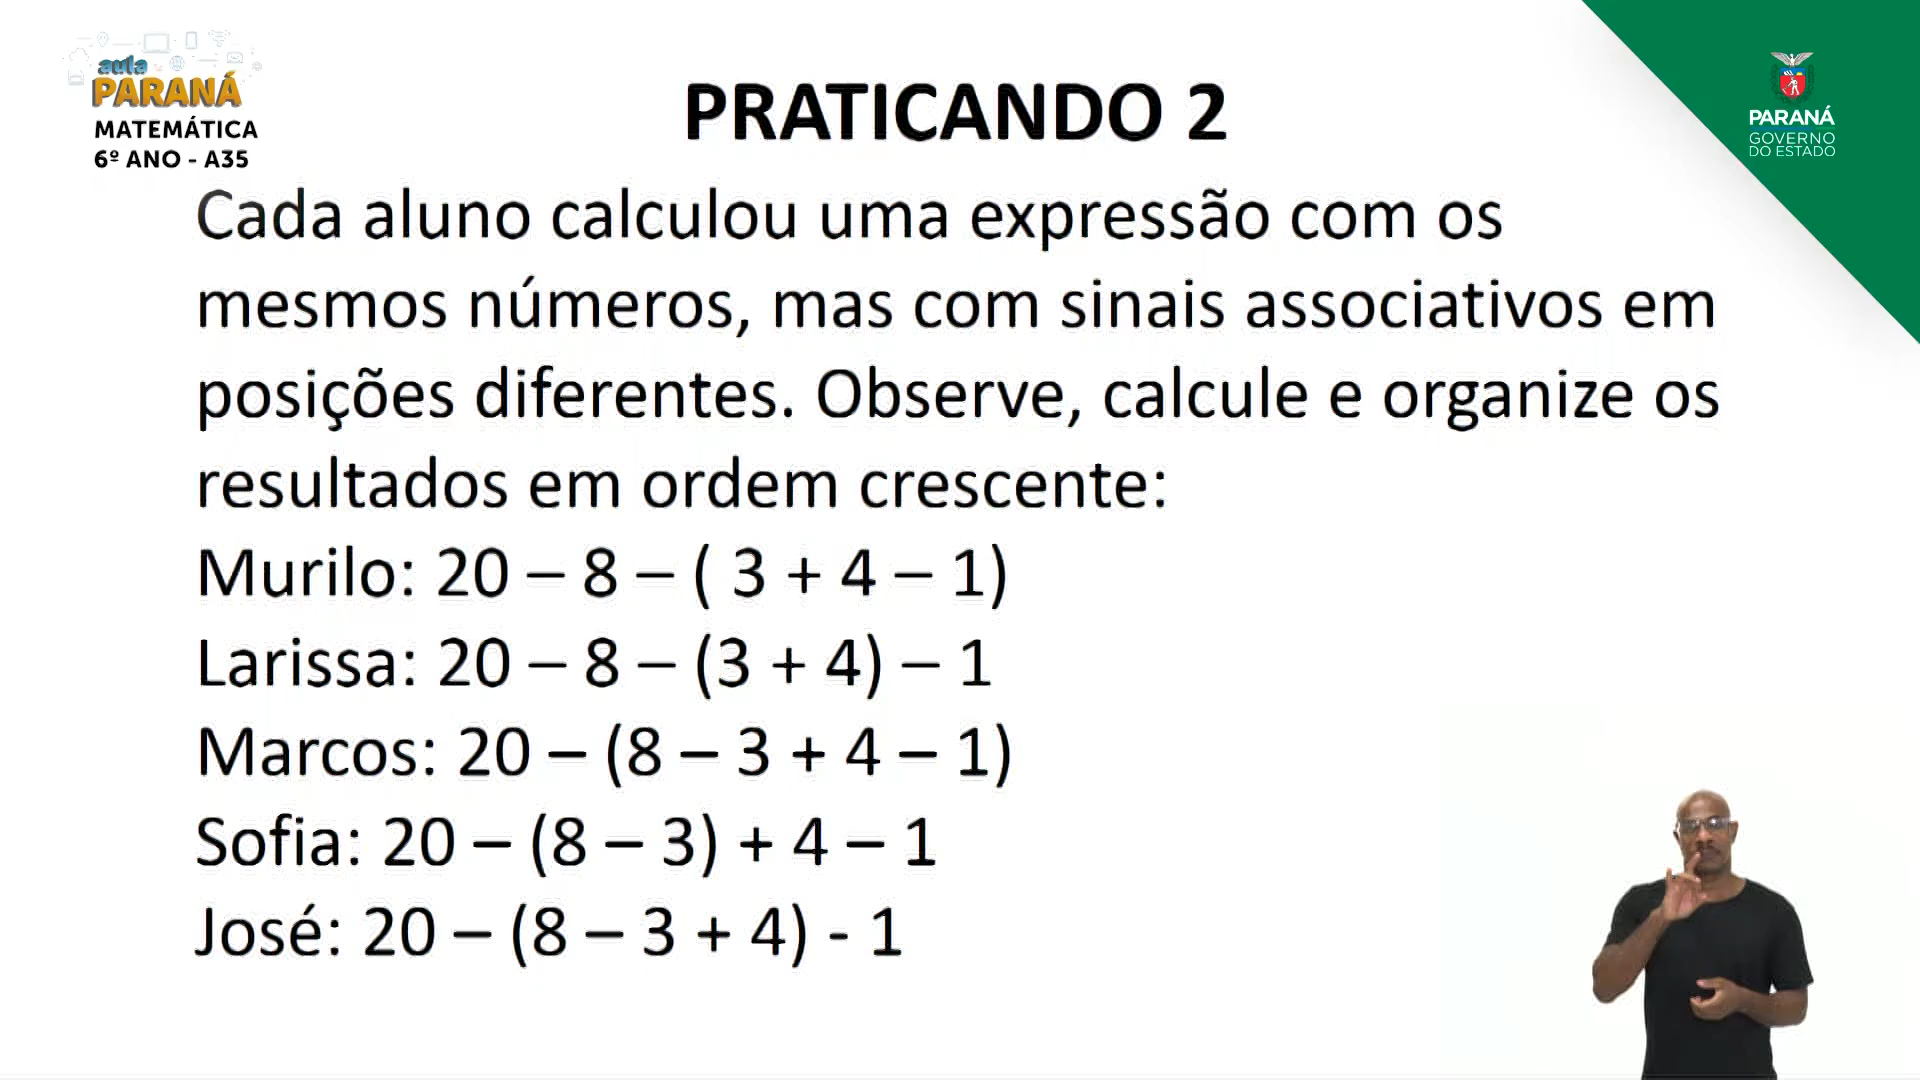 aula
PARANÁ
MATEMÁTICA
6º ANO - A35
PRATICANDO 2
PARANÁ
GOVERNO
DO ESTADO
Cada aluno calculou uma expressão com os
mesmos números, mas com sinais associativos em
posições diferentes. Observe, calcule e organize os
resultados em ordem crescente:
Murilo: 20 – 8 – ( 3 + 4 – 1)
Larissa: 20 – 8 – (3 + 4) – 1
Marcos: 20 – (8 – 3 + 4 – 1)
Sofia: 20 – (8 – 3) + 4 – 1
José: 20 – (8 – 3 + 4) - 1